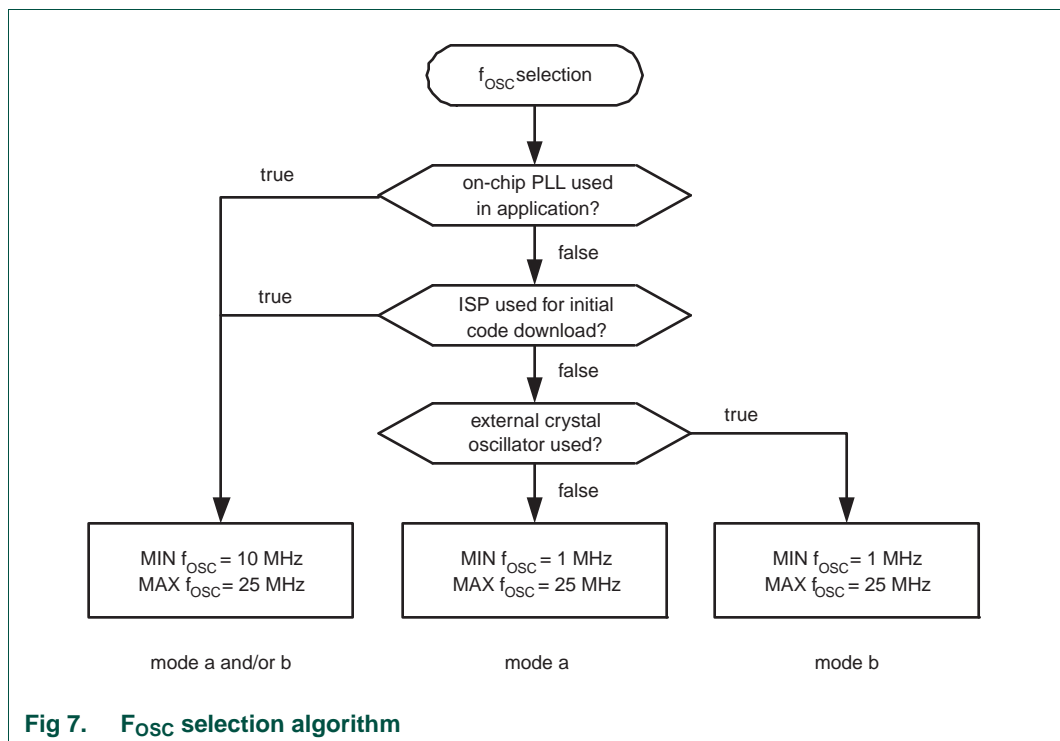 fOSC selection
true
on-chip PLL used
in application?
false
true
ISP used for initial
code download?
false
external crystal
oscillator used?
true
false
MIN fOSC = 10 MHz
MAX fOSC = 25 MHz
MIN fOSC = 1 MHz
MAX fOSC = 25 MHz
MIN fOSC = 1 MHz
MAX fOSC = 25 MHz
mode a and/or b
mode a
mode b
Fig 7. FOSC selection algorithm